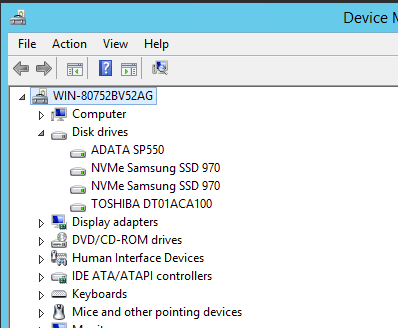 Device M
File Action View Help
WIN-80752BV52AG
Computer
Disk drives
ADATA SP550
NVMe Samsung SSD 970
NVMe Samsung SSD 970
TOSHIBA DT01ACA100
Display adapters
DVD/CD-ROM drives
Human Interface Devices
IDE ATA/ATAPI controllers
Keyboards
Mice and other pointing devices